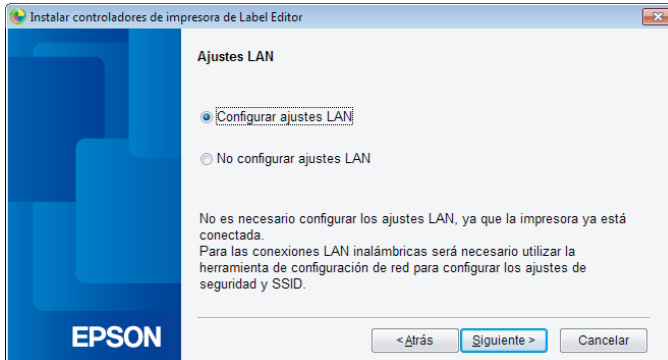 Instalar controladores de impresora de Label Editor
Ajustes LAN
Configurar ajustes LAN
No configurar ajustes LAN
No es necesario configurar los ajustes LAN, ya que la impresora ya está
conectada.
Para las conexiones LAN inalámbricas será necesario utilizar la
herramienta de configuración de red para configurar los ajustes de
seguridad y SSID.
EPSON
< Atrás
Siguiente >
Cancelar